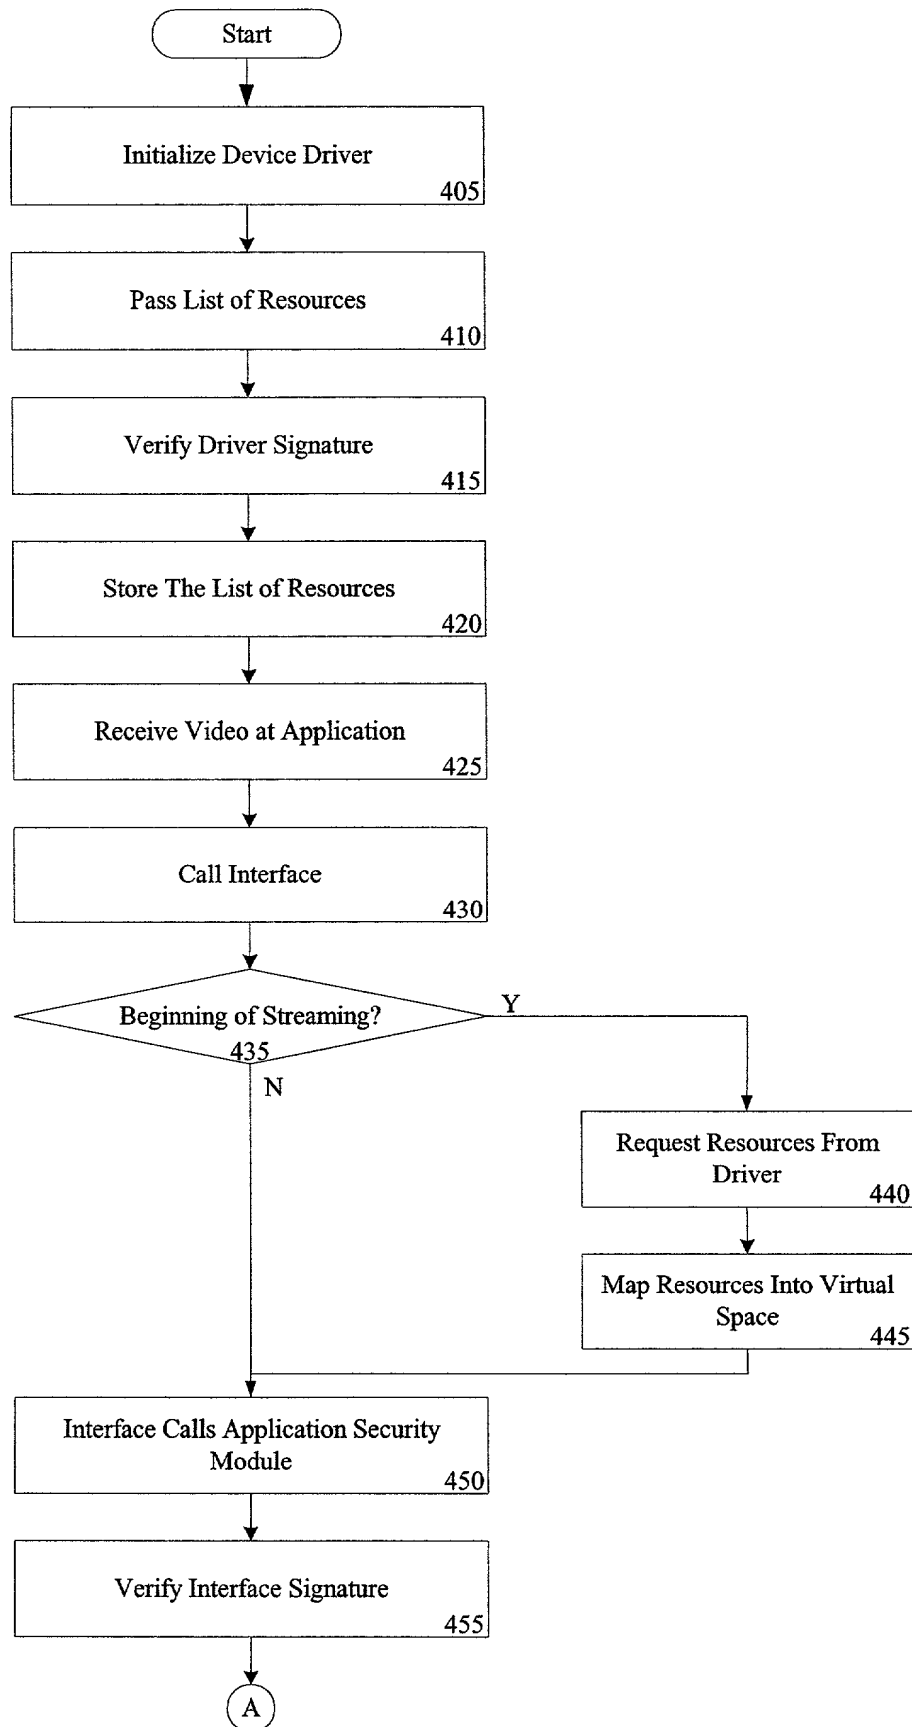 Start
Initialize Device Driver
405
Pass List of Resources
410
Verify Driver Signature
415
Store The List of Resources
420
Receive Video at Application
425
Call Interface
430
Beginning of Streaming?
435
Y
N
Request Resources From
Driver
440
Map Resources Into Virtual
Space
445
Interface Calls Application Security
Module
450
Verify Interface Signature
455
A